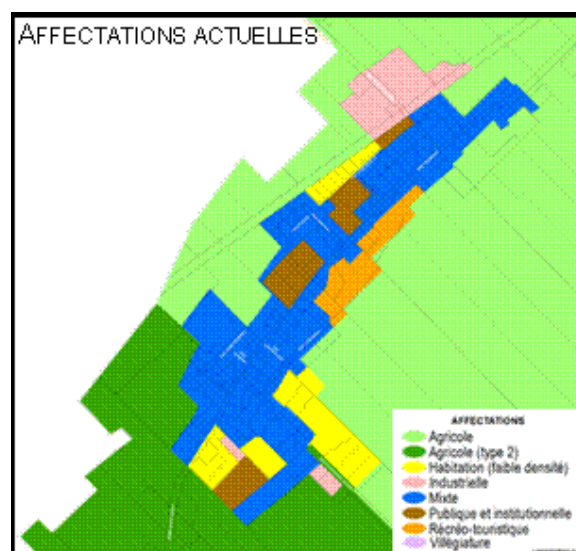 AFFECTATIONS ACTUELLES
AFFECTATIONS
Agricole
Agricole (type 2)
Habitation (faible densité)
Industrielle
Mixte
Publique et institutionnelle
Récréo-touristique
Villégiature